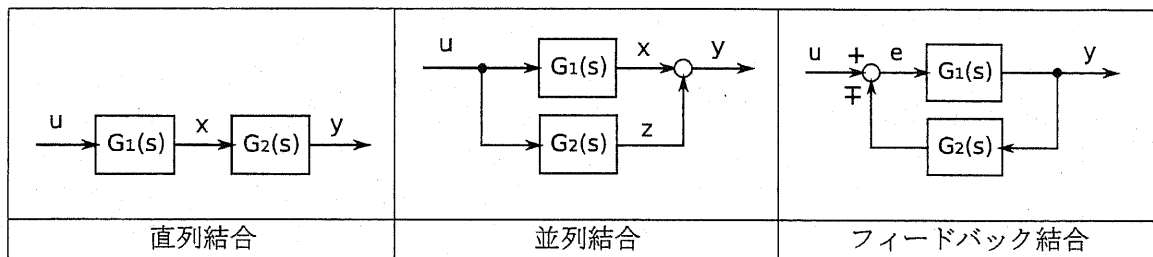 u G₁(s) x G₂(s) y
直列結合
u G₁(s) x y
G₂(s) z
並列結合
u + e G₁(s) y
∓ G₂(s)
フィードバック結合